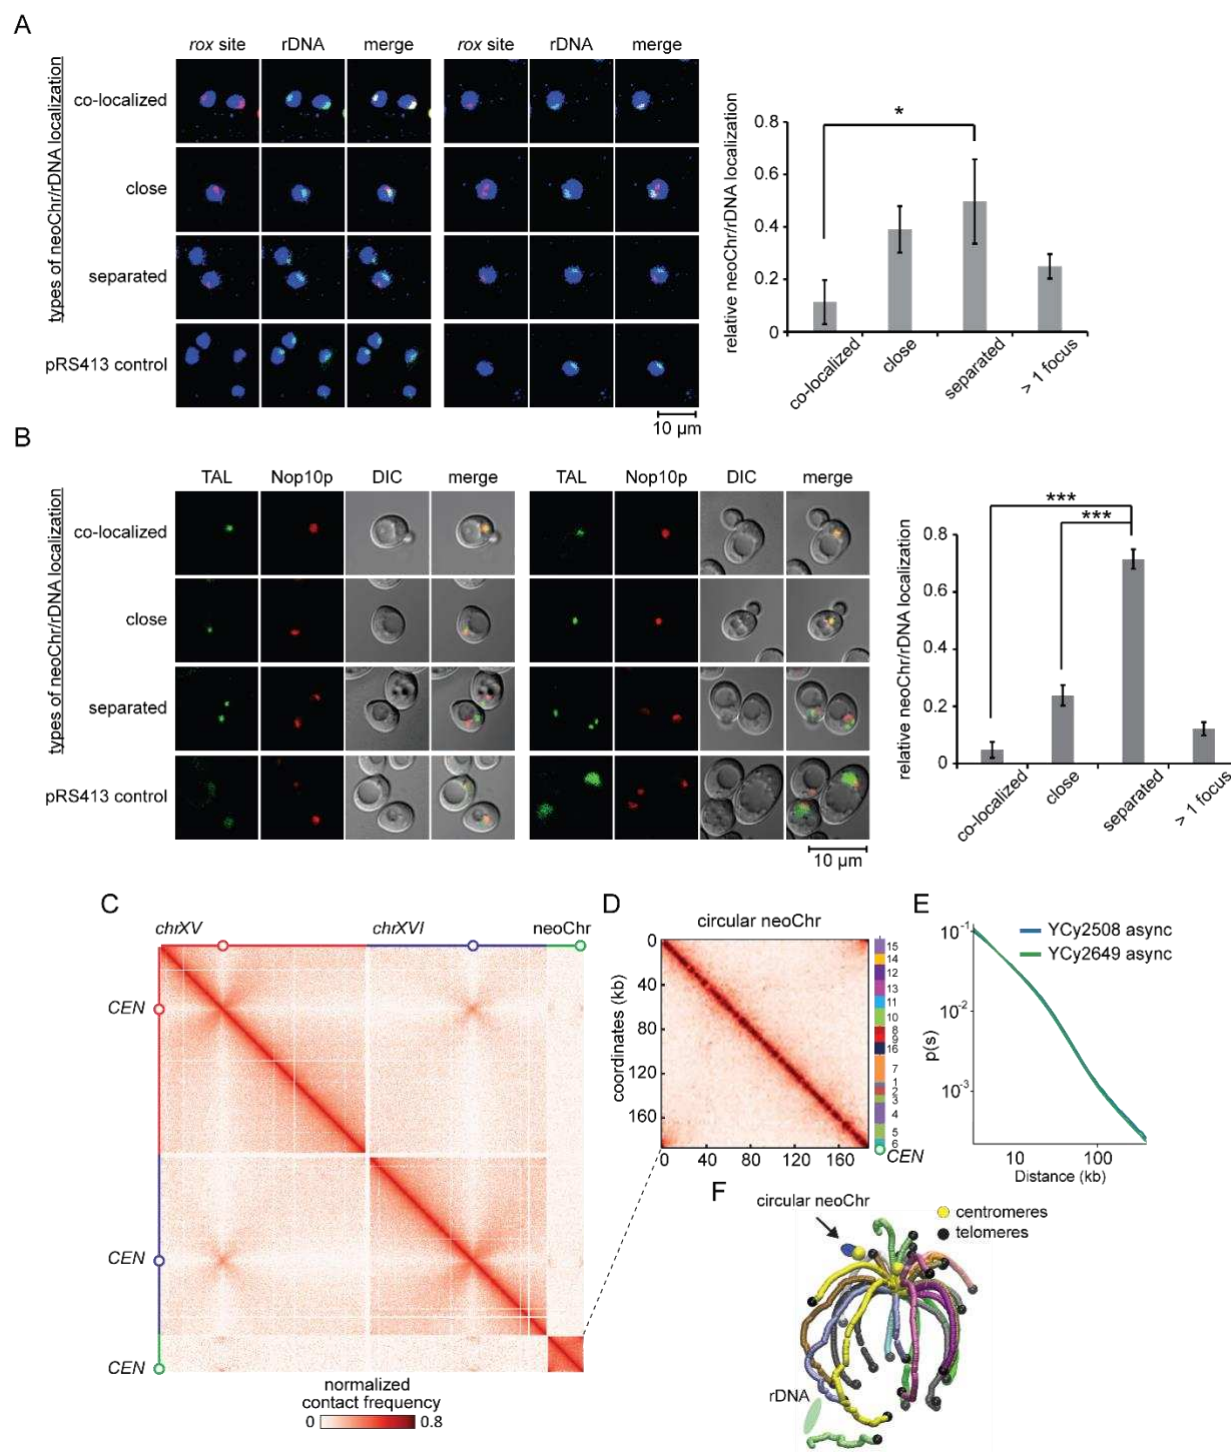 A
rox site rDNA merge rox site rDNA merge
types of neoChr/rDNA localization
co-localized
close
separated
pRS413 control
10 µm
relative neoChr/rDNA localization
0.8
0.6
0.4
0.2
0
*
co-localized
close
separated
> 1 focus
B
TAL Nop10p DIC merge TAL Nop10p DIC merge
types of neoChr/rDNA localization
co-localized
close
separated
pRS413 control
10 µm
relative neoChr/rDNA localization
0.8
0.6
0.4
0.2
0
***
***
co-localized
close
separated
> 1 focus
C
chrXV chrXVI neoChr
CEN
CEN
CEN
normalized
contact frequency
0 0.8
D
circular neoChr
coordinates (kb)
0
40
80
120
160
0 40 80 120 160
15
14
12
13
11
10
8
9
16
7
1
2
3
4
5
6
CEN
E
p(s)
10-1
10-2
10-3
YCy2508 async
YCy2649 async
10 100
Distance (kb)
F
circular neoChr
centromeres
telomeres
rDNA